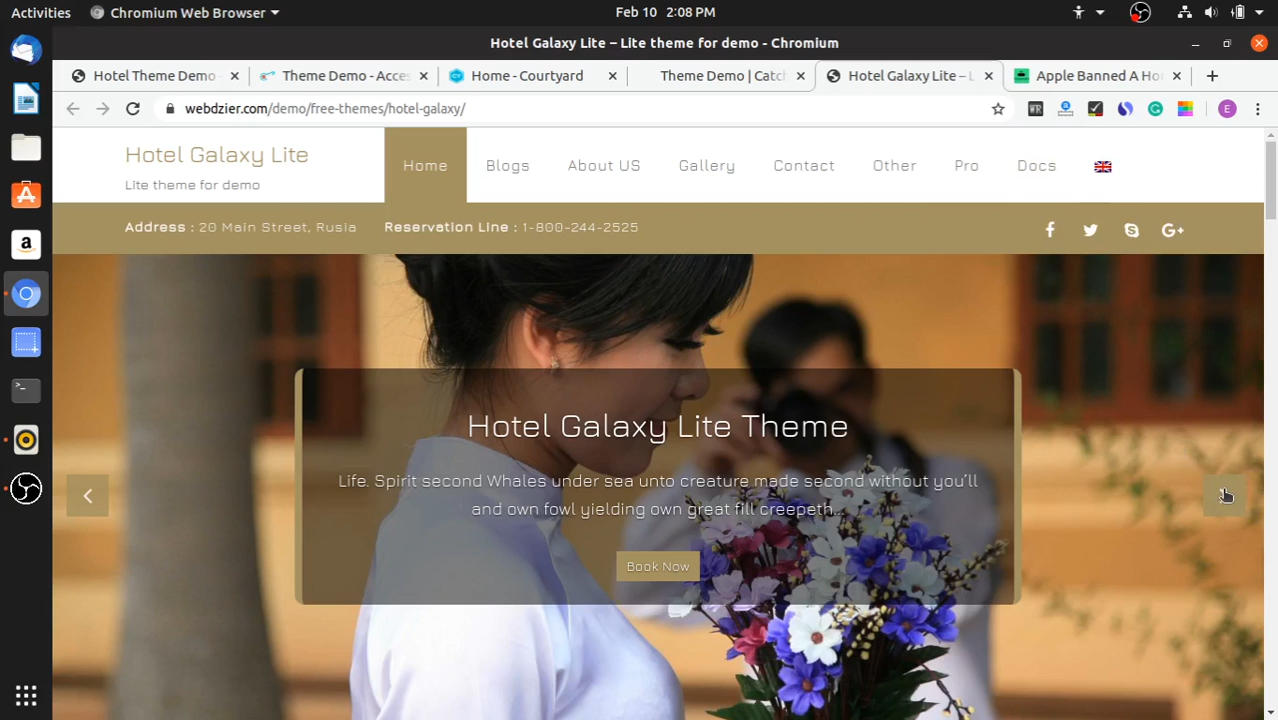 Activities Chromium Web Browser Feb 10 2:08 PM
Hotel Galaxy Lite – Lite theme for demo - Chromium
Hotel Theme Demo Theme Demo - Acces Home - Courtyard Theme Demo | Catch Hotel Galaxy Lite – L Apple Banned A Ho
webdzier.com/demo/free-themes/hotel-galaxy/
Hotel Galaxy Lite
Lite theme for demo
Home Blogs About US Gallery Contact Other Pro Docs
Address : 20 Main Street, Rusia Reservation Line : 1-800-244-2525
Hotel Galaxy Lite Theme
Life. Spirit second Whales under sea unto creature made second without you’ll
and own fowl yielding own great fill creepeth...
Book Now